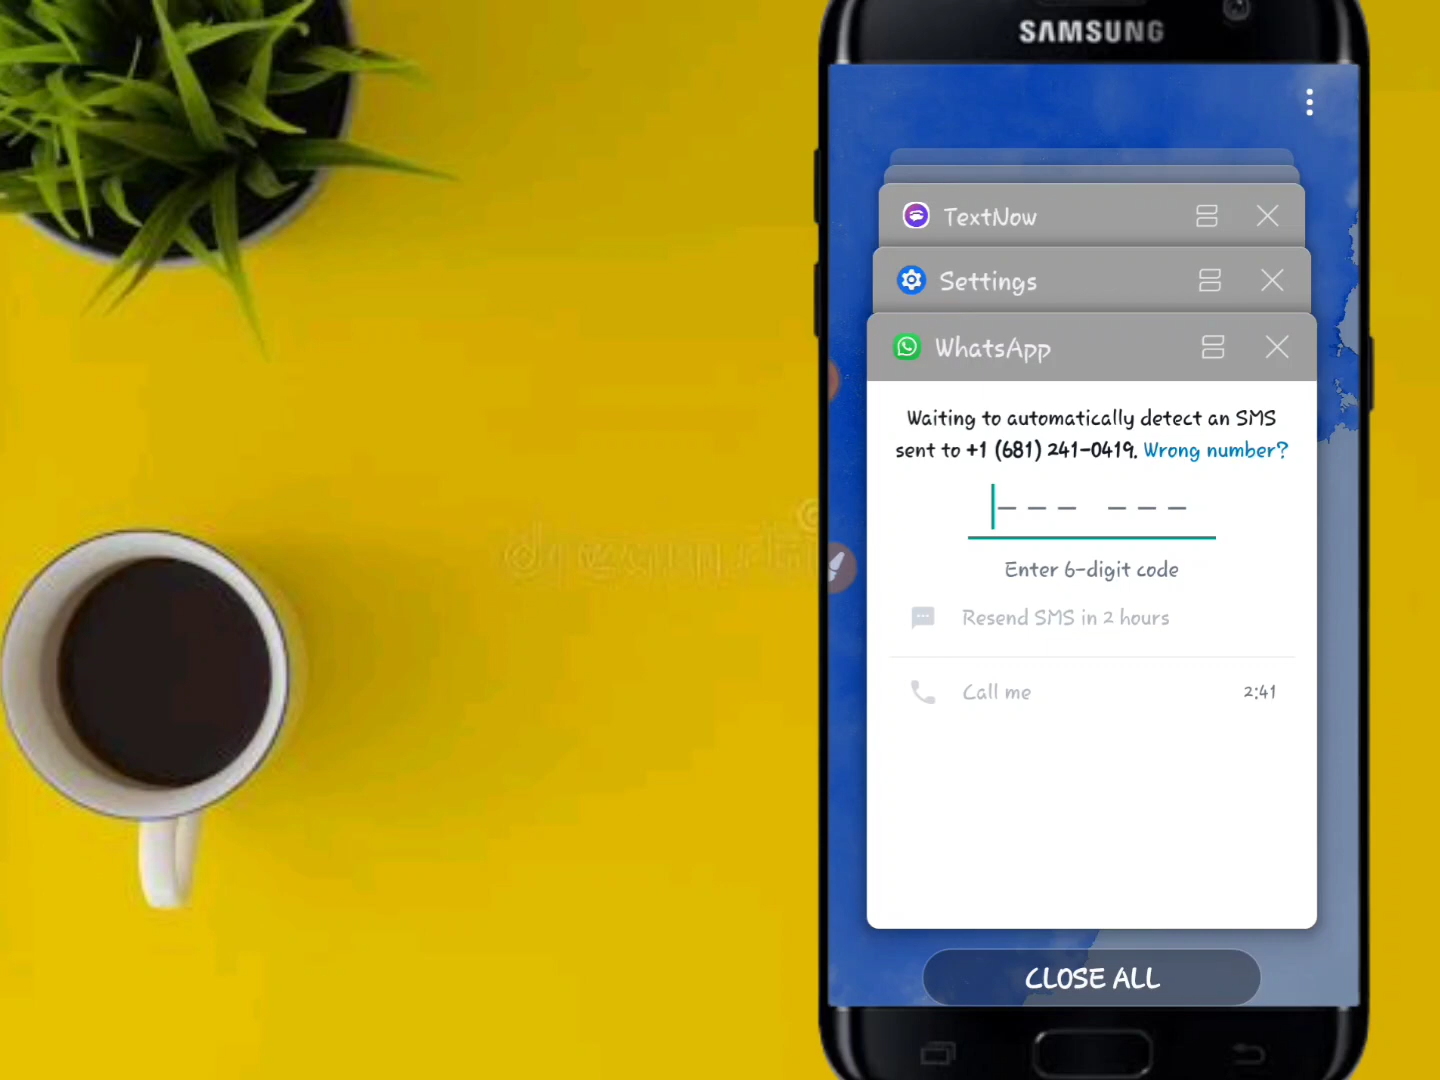 SAMSUNG
TextNow
Settings
WhatsApp
Waiting to automatically detect an SMS
sent to +1 (681) 241-0419. Wrong number?
Enter 6-digit code
Resend SMS in 2 hours
Call me 2:41
CLOSE ALL